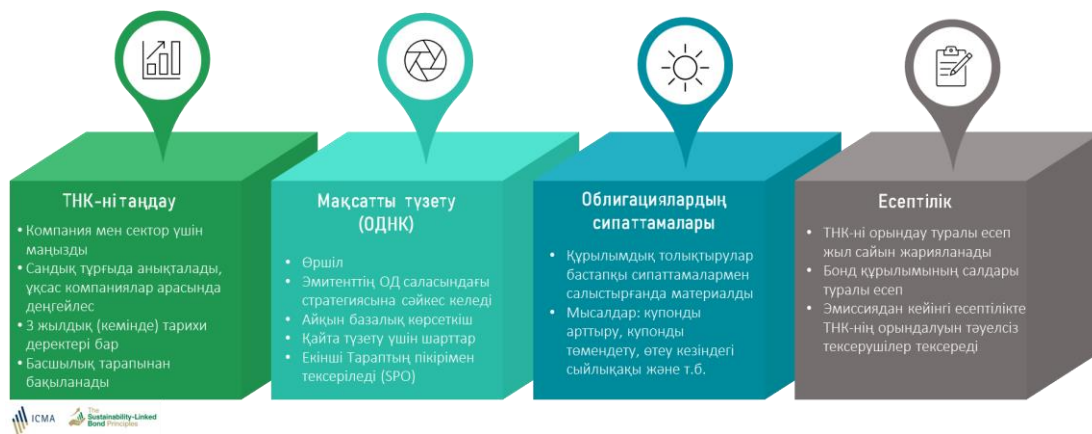 ТНК-ні таңдау
• Компания мен сектор үшін
маңызды
• Сандық тұрғыда анықталады,
ұқсас компаниялар арасында
деңгейлес
• 3 жылдық (кемінде) тарихи
деректері бар
• Басшылық тарапынан
бақыланады
Мақсатты түзету
(ОДНК)
• Өршіл
• Эмитенттің ОД саласындағы
стратегиясына сәйкес келеді
• Айқын базалық көрсеткіш
• Қайта түзету үшін шарттар
• Екінші Тараптың пікірімен
тексеріледі (SPO)
Облигациялардың
сипаттамалары
• Құрылымдық толықтырулар
бастапқы сипаттамалармен
салыстырғанда материалды
• Мысалдар: купонды
арттыру, купонды
төмендету, өтеу кезіндегі
сыйлықақы және т.б.
Есептілік
• ТНК-ні орындау туралы есеп
жыл сайын жарияланады
• Бонд құрылымының салдары
туралы есеп
• Эмиссиядан кейінгі есептілікте
ТНК-нің орындалуын тәуелсіз
тексерушілер тексереді
ICMA
The
Sustainability-Linked
Bond Principles